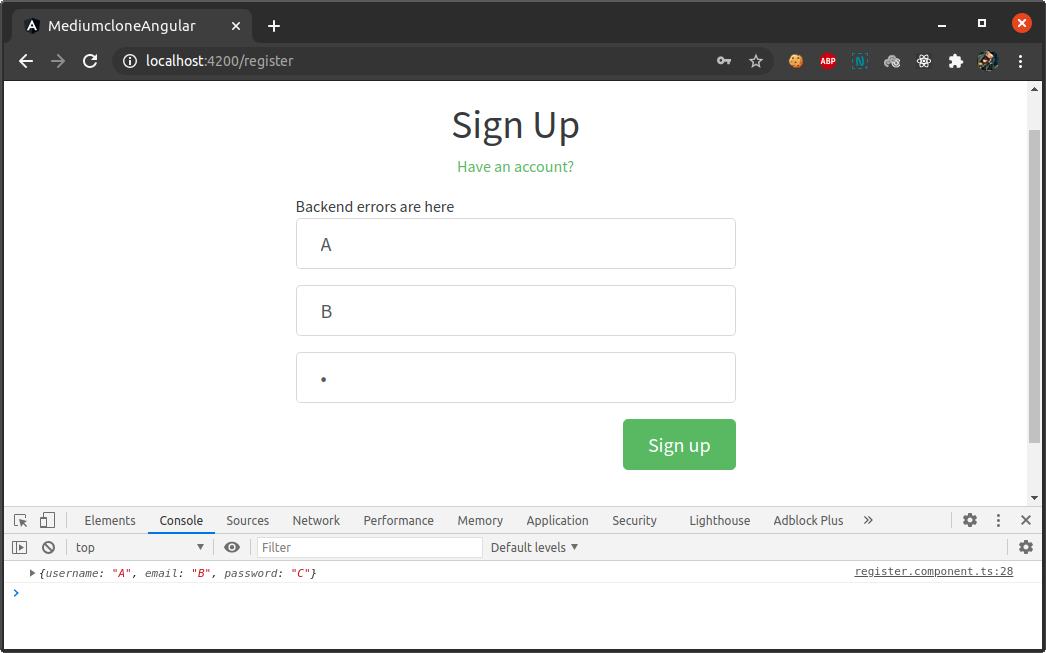 MediumcloneAngular
localhost:4200/register
ABP
N
Sign Up
Have an account?
Backend errors are here
A
B
•
Sign up
Elements Console Sources Network Performance Memory Application Security Lighthouse Adblock Plus »
top Filter Default levels
{username: "A", email: "B", password: "C"} register.component.ts:28